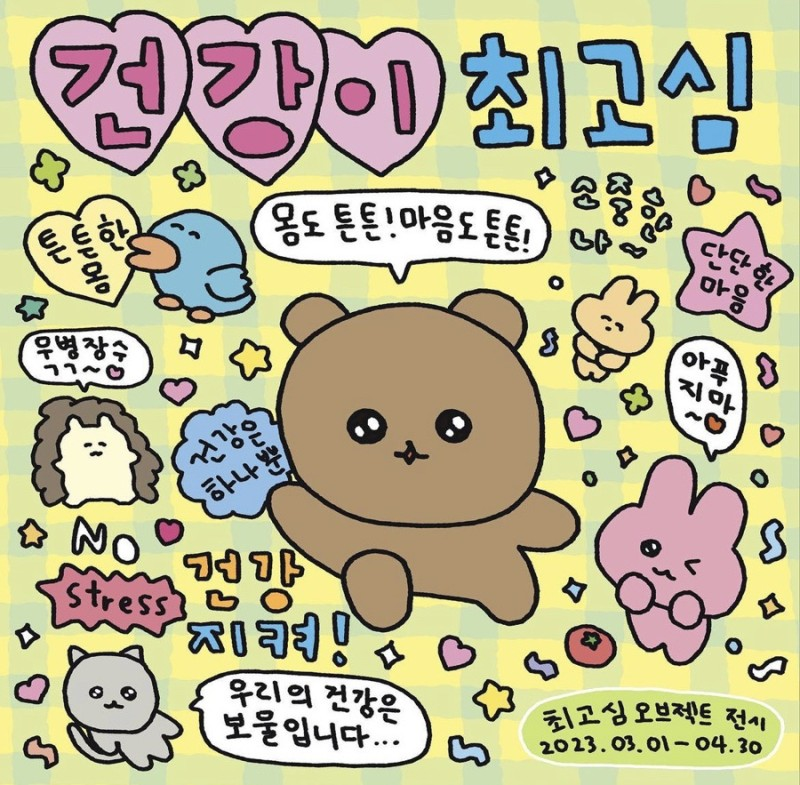 건강이 최고심
튼튼한
몸
몸도 튼튼! 마음도 튼튼!
소중한
나~
단단한
마음
무병장수
ㄱㄱ~
아푸
지마
~
건강은
하나뿐
NO
stress
건강
지켜!
우리의 건강은
보물입니다...
최고심 오브젝트 전시
2023.03.01-04.30